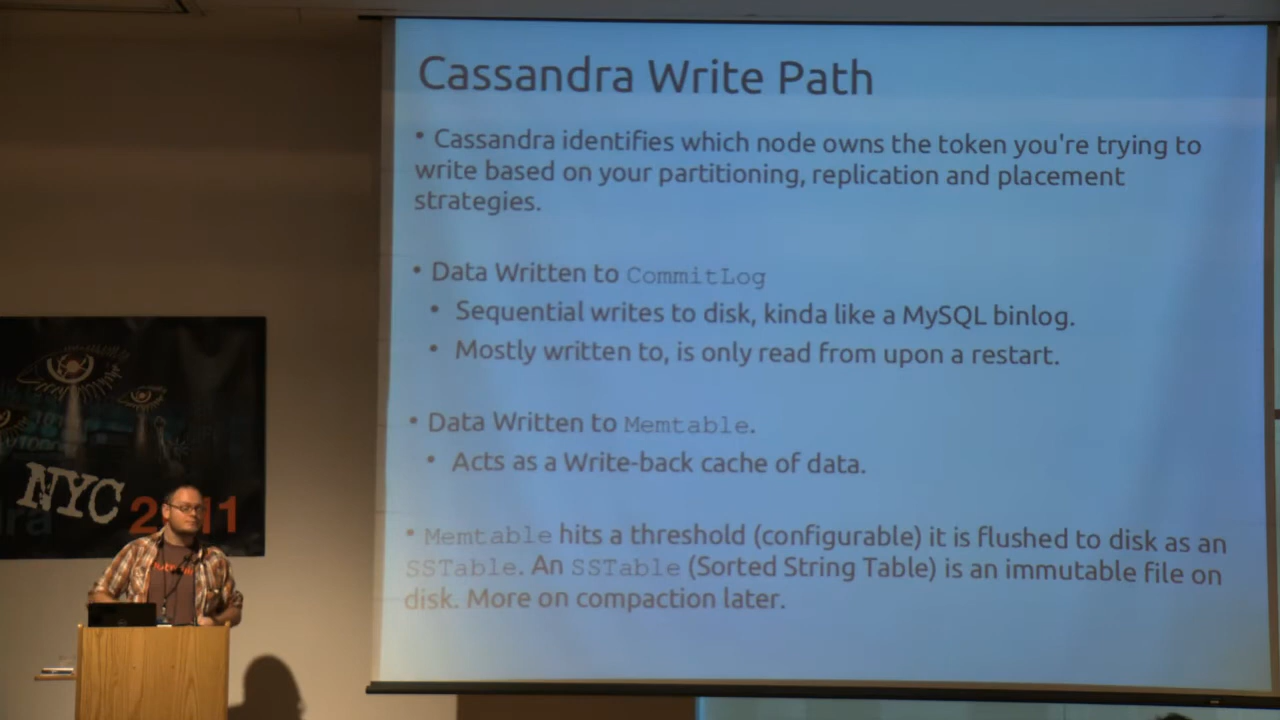 Cassandra Write Path
• Cassandra identifies which node owns the token you're trying to
write based on your partitioning, replication and placement
strategies.
• Data Written to CommitLog
• Sequential writes to disk, kinda like a MySQL binlog.
• Mostly written to, is only read from upon a restart.
• Data Written to Memtable.
• Acts as a Write-back cache of data.
• Memtable hits a threshold (configurable) it is flushed to disk as an
SSTable. An SSTable (Sorted String Table) is an immutable file on
disk. More on compaction later.
NYC